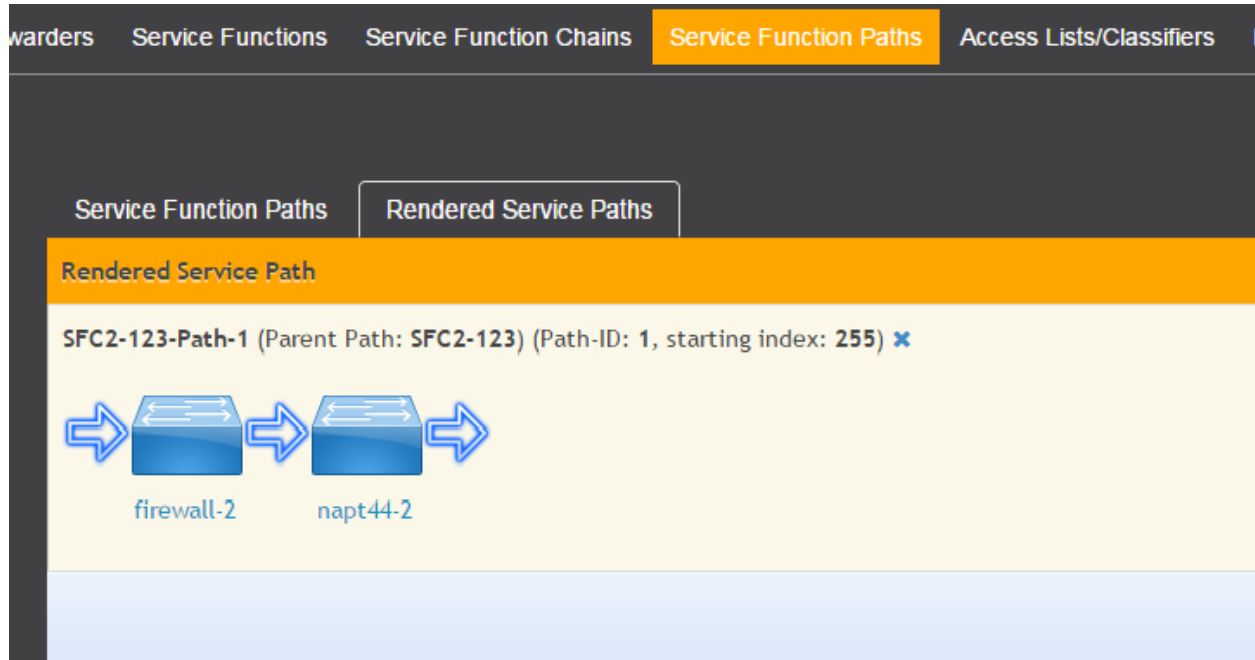 warders Service Functions Service Function Chains Service Function Paths Access Lists/Classifiers
Service Function Paths Rendered Service Paths
Rendered Service Path
SFC2-123-Path-1 (Parent Path: SFC2-123) (Path-ID: 1, starting index: 255) ×
firewall-2 napt44-2